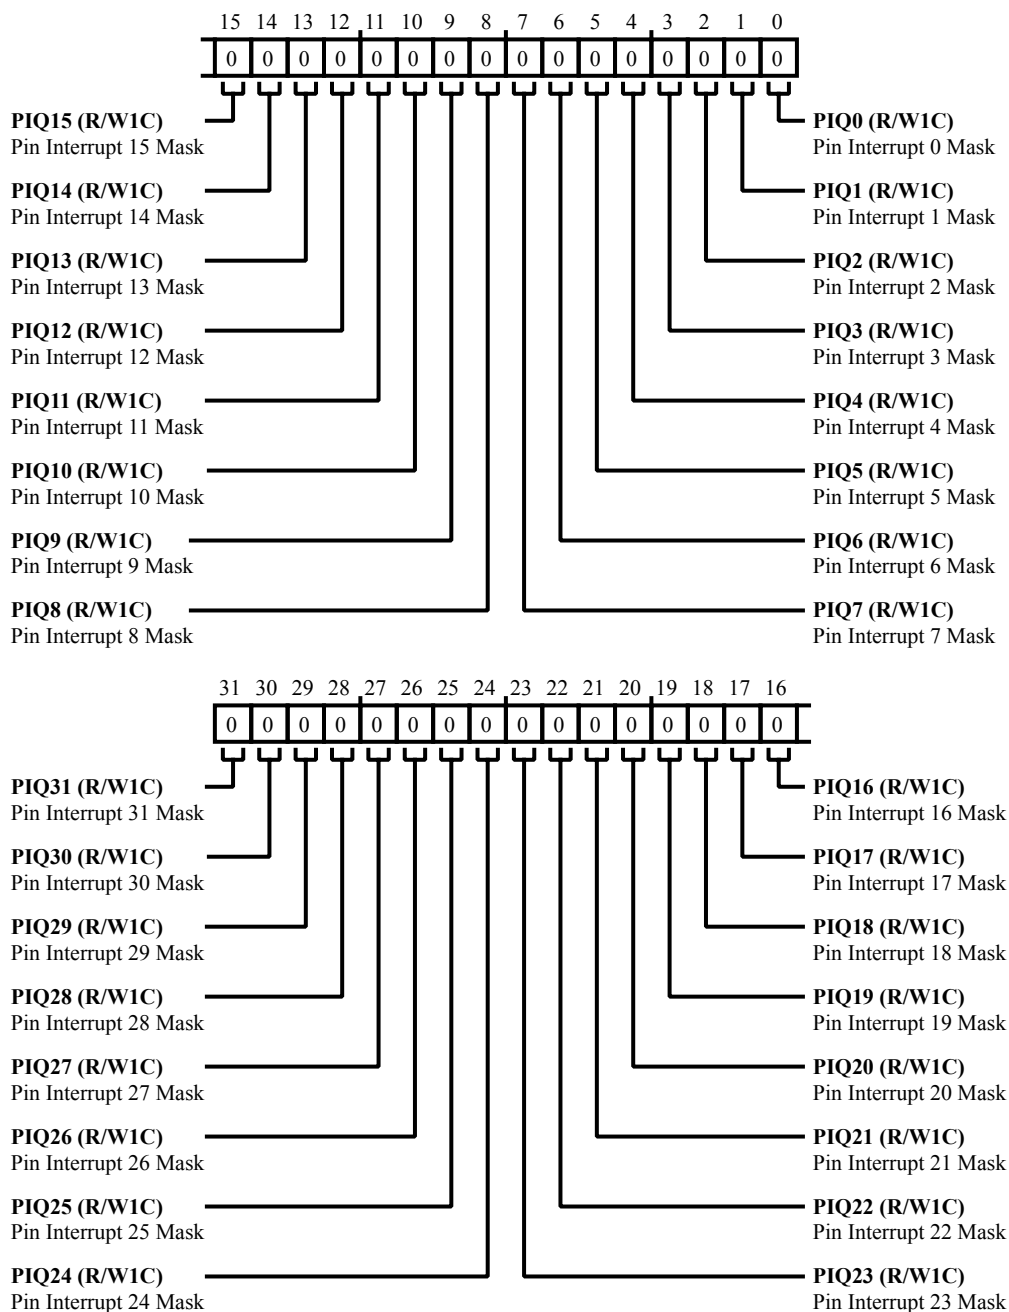 15 14 13 12 11 10 9 8 7 6 5 4 3 2 1 0
0 0 0 0 0 0 0 0 0 0 0 0 0 0 0 0
PIQ15 (R/W1C)
Pin Interrupt 15 Mask
PIQ14 (R/W1C)
Pin Interrupt 14 Mask
PIQ13 (R/W1C)
Pin Interrupt 13 Mask
PIQ12 (R/W1C)
Pin Interrupt 12 Mask
PIQ11 (R/W1C)
Pin Interrupt 11 Mask
PIQ10 (R/W1C)
Pin Interrupt 10 Mask
PIQ9 (R/W1C)
Pin Interrupt 9 Mask
PIQ8 (R/W1C)
Pin Interrupt 8 Mask
PIQ0 (R/W1C)
Pin Interrupt 0 Mask
PIQ1 (R/W1C)
Pin Interrupt 1 Mask
PIQ2 (R/W1C)
Pin Interrupt 2 Mask
PIQ3 (R/W1C)
Pin Interrupt 3 Mask
PIQ4 (R/W1C)
Pin Interrupt 4 Mask
PIQ5 (R/W1C)
Pin Interrupt 5 Mask
PIQ6 (R/W1C)
Pin Interrupt 6 Mask
PIQ7 (R/W1C)
Pin Interrupt 7 Mask
31 30 29 28 27 26 25 24 23 22 21 20 19 18 17 16
0 0 0 0 0 0 0 0 0 0 0 0 0 0 0 0
PIQ31 (R/W1C)
Pin Interrupt 31 Mask
PIQ30 (R/W1C)
Pin Interrupt 30 Mask
PIQ29 (R/W1C)
Pin Interrupt 29 Mask
PIQ28 (R/W1C)
Pin Interrupt 28 Mask
PIQ27 (R/W1C)
Pin Interrupt 27 Mask
PIQ26 (R/W1C)
Pin Interrupt 26 Mask
PIQ25 (R/W1C)
Pin Interrupt 25 Mask
PIQ24 (R/W1C)
Pin Interrupt 24 Mask
PIQ16 (R/W1C)
Pin Interrupt 16 Mask
PIQ17 (R/W1C)
Pin Interrupt 17 Mask
PIQ18 (R/W1C)
Pin Interrupt 18 Mask
PIQ19 (R/W1C)
Pin Interrupt 19 Mask
PIQ20 (R/W1C)
Pin Interrupt 20 Mask
PIQ21 (R/W1C)
Pin Interrupt 21 Mask
PIQ22 (R/W1C)
Pin Interrupt 22 Mask
PIQ23 (R/W1C)
Pin Interrupt 23 Mask